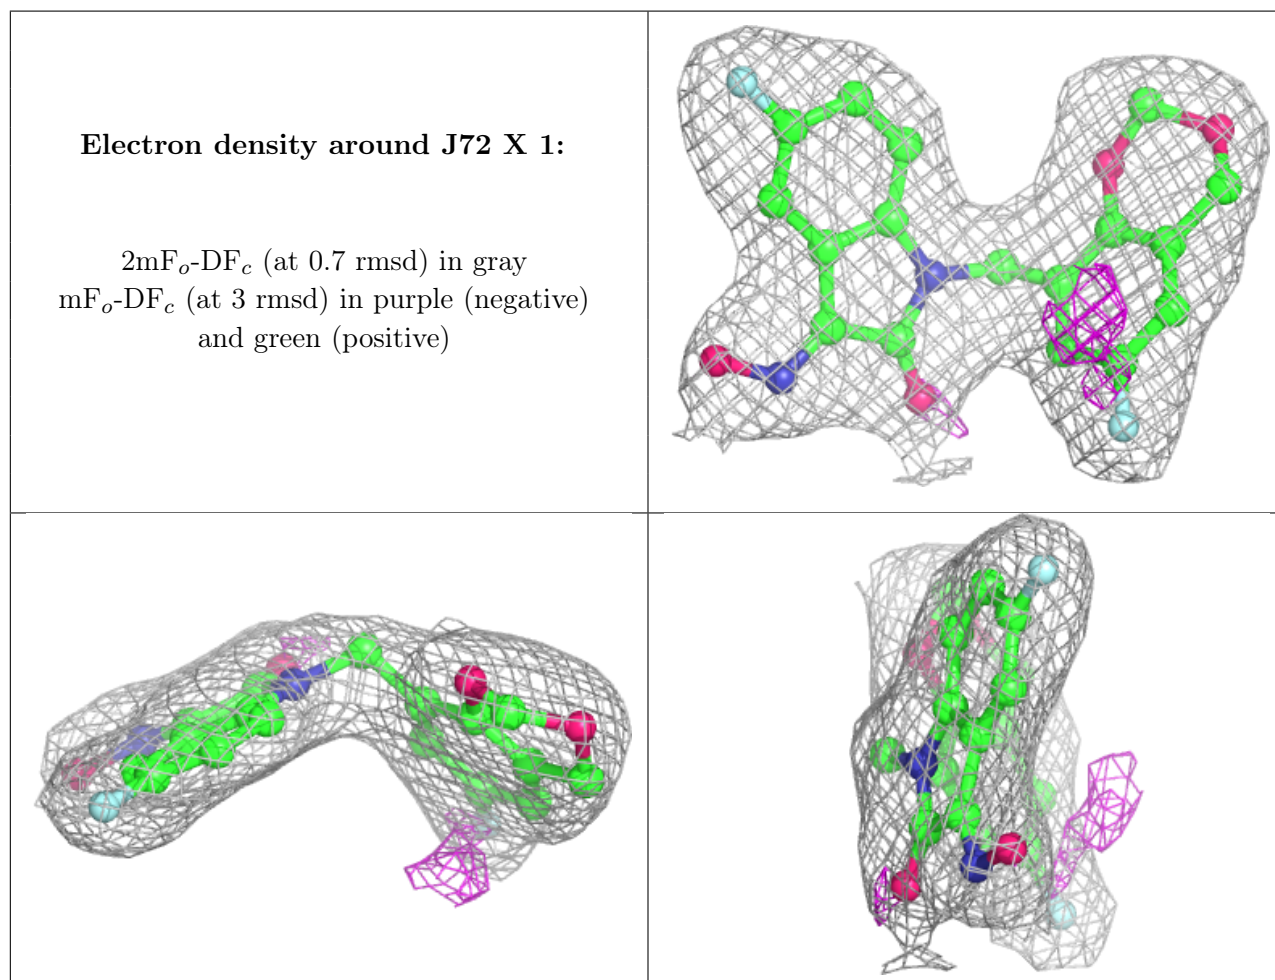 Electron density around J72 X 1:
2mFo-DFc (at 0.7 rmsd) in gray
mFo-DFc (at 3 rmsd) in purple (negative)
and green (positive)